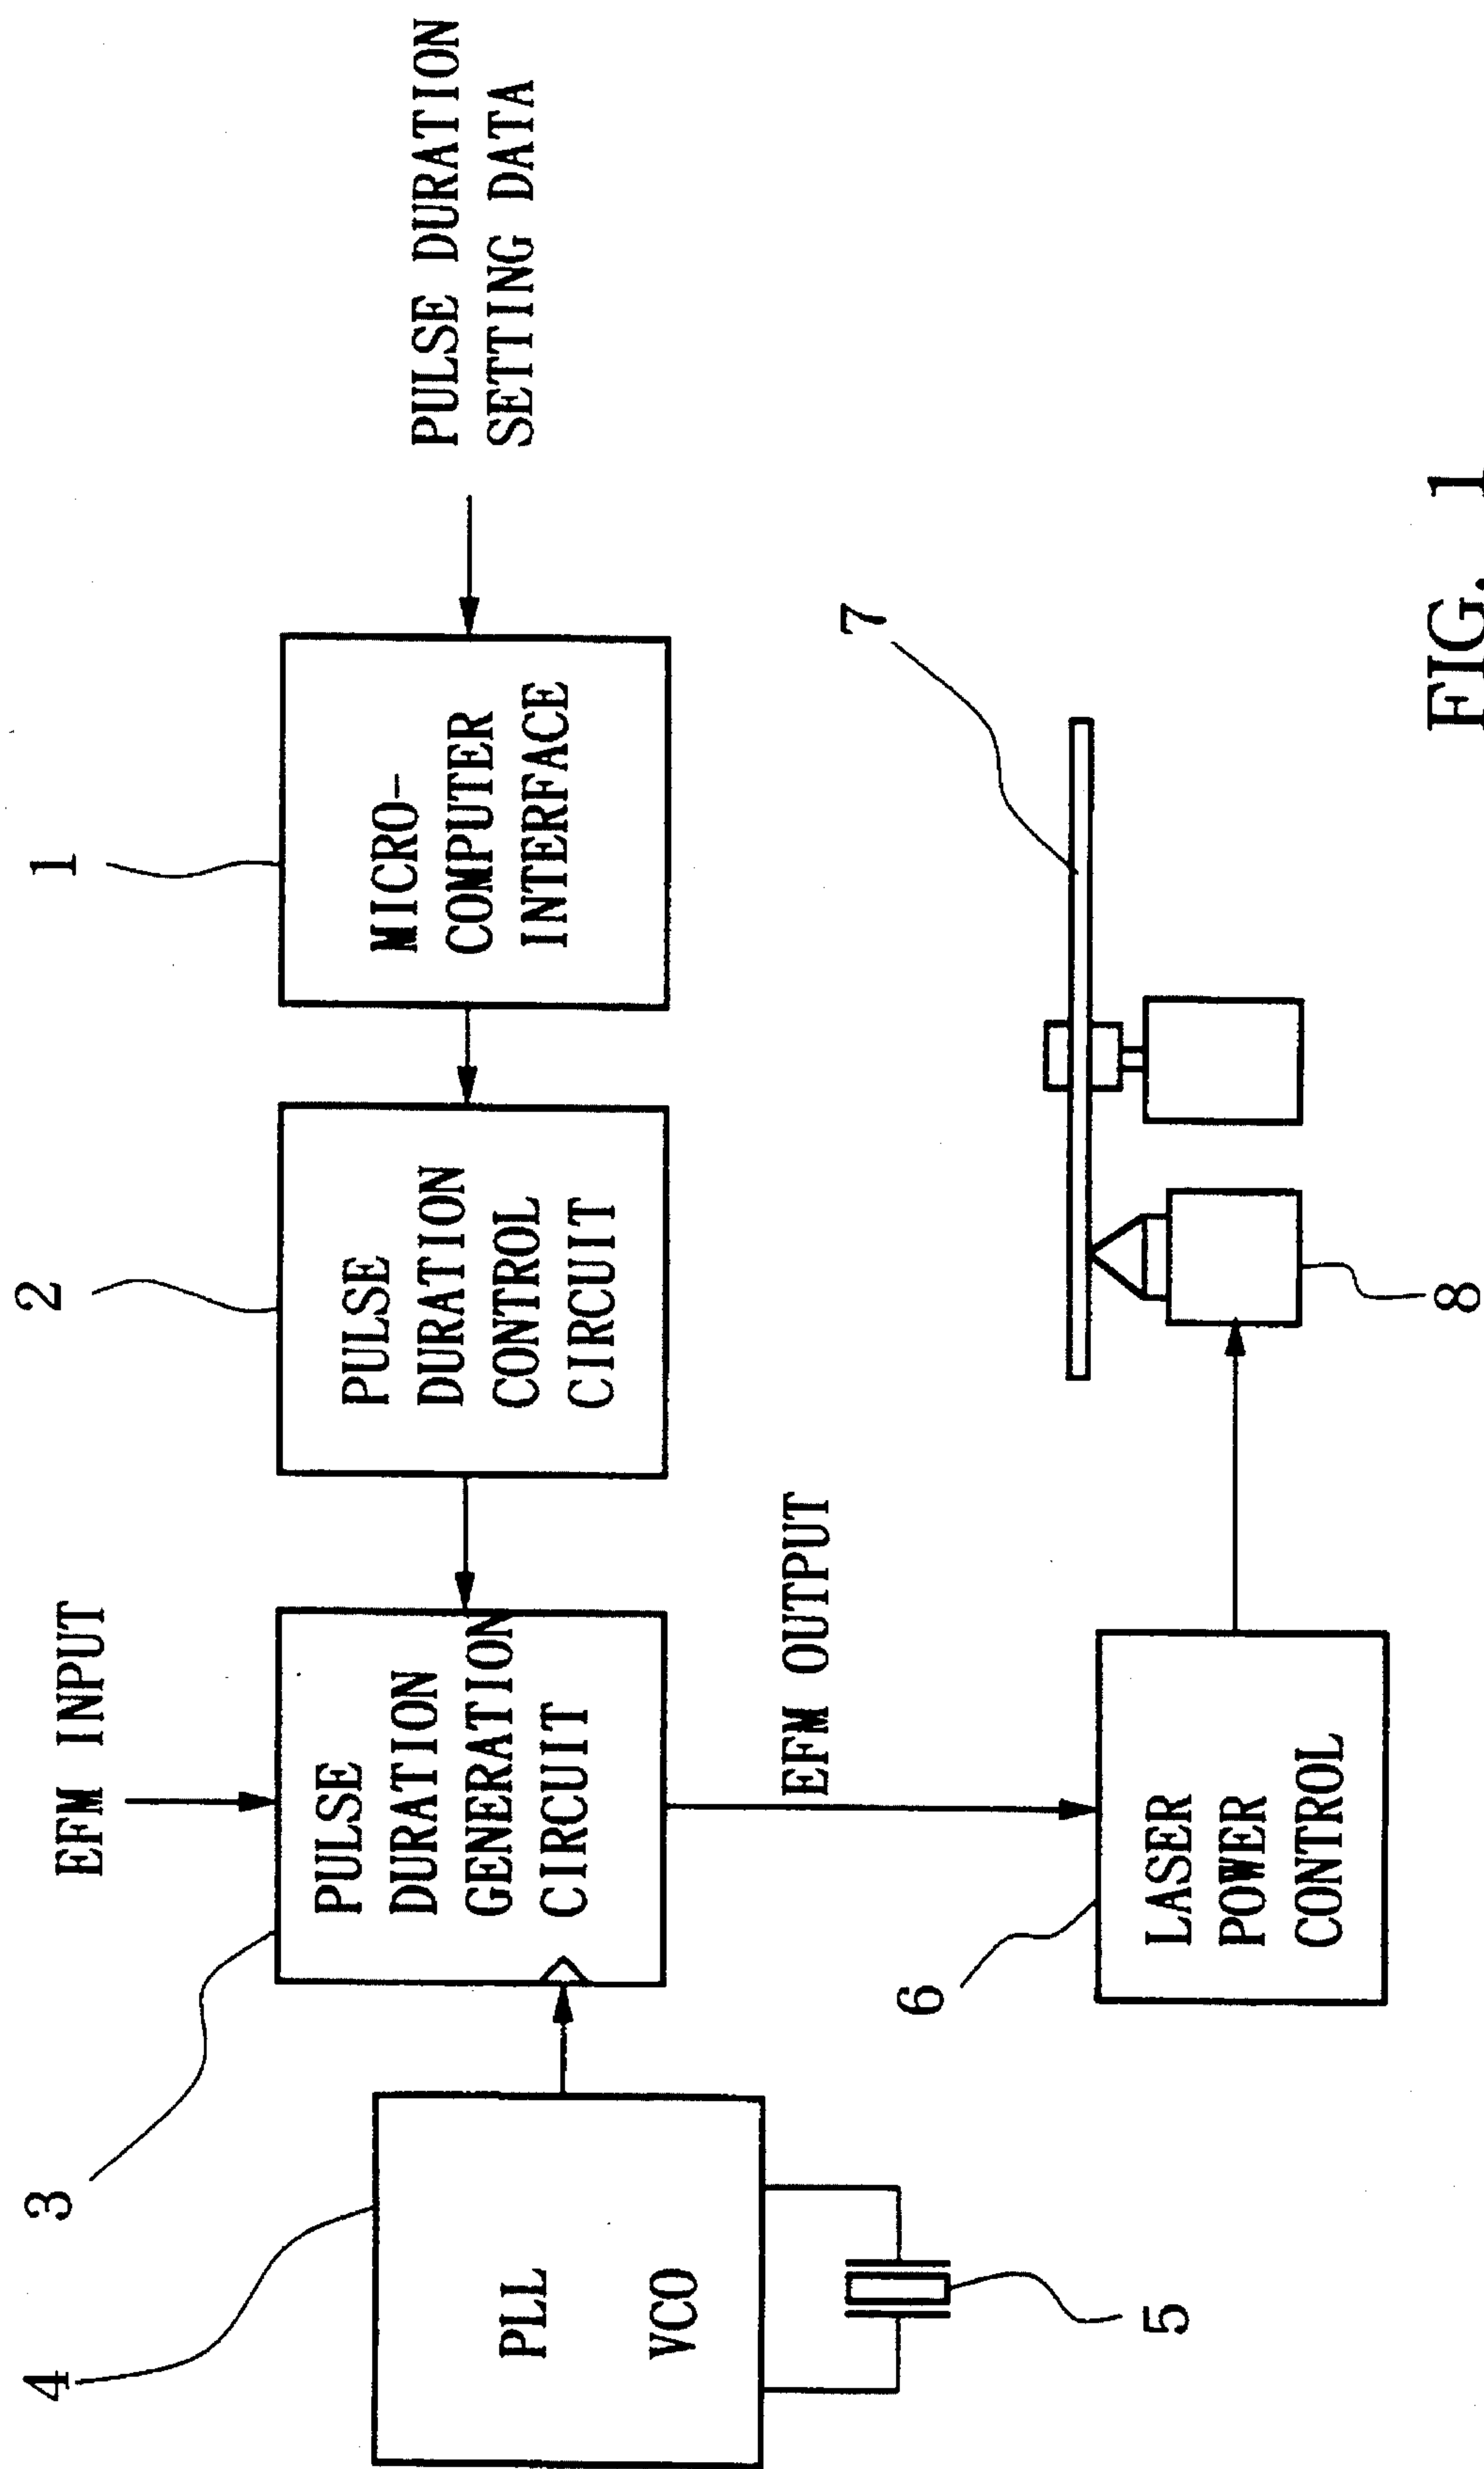 EFM INPUT
3
2
1
4
PLL
VCO
5
PULSE
DURATION
GENERATION
CIRCUIT
PULSE
DURATION
CONTROL
CIRCUIT
MICRO-
COMPUTER
INTERFACE
PULSE DURATION
SETTING DATA
EFM OUTPUT
6
LASER
POWER
CONTROL
7
8
FIG. 1